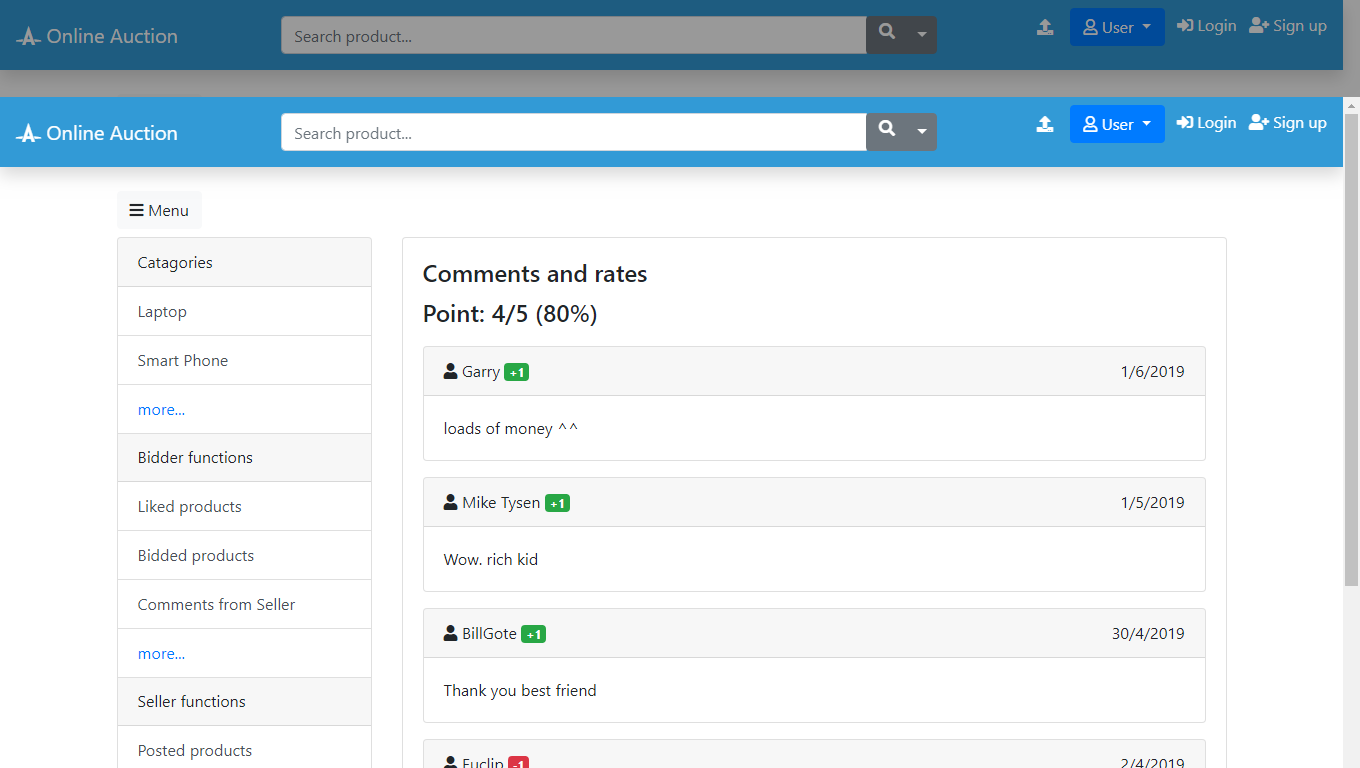 Online Auction
Search product...
User
Login
Sign up
Online Auction
Search product...
User
Login
Sign up
Menu
Catagories
Laptop
Smart Phone
more...
Bidder functions
Liked products
Bidded products
Comments from Seller
more...
Seller functions
Posted products
Comments and rates
Point: 4/5 (80%)
Garry +1 1/6/2019
loads of money ^^
Mike Tysen +1 1/5/2019
Wow. rich kid
BillGote +1 30/4/2019
Thank you best friend
Fuclip -1 2/4/2019